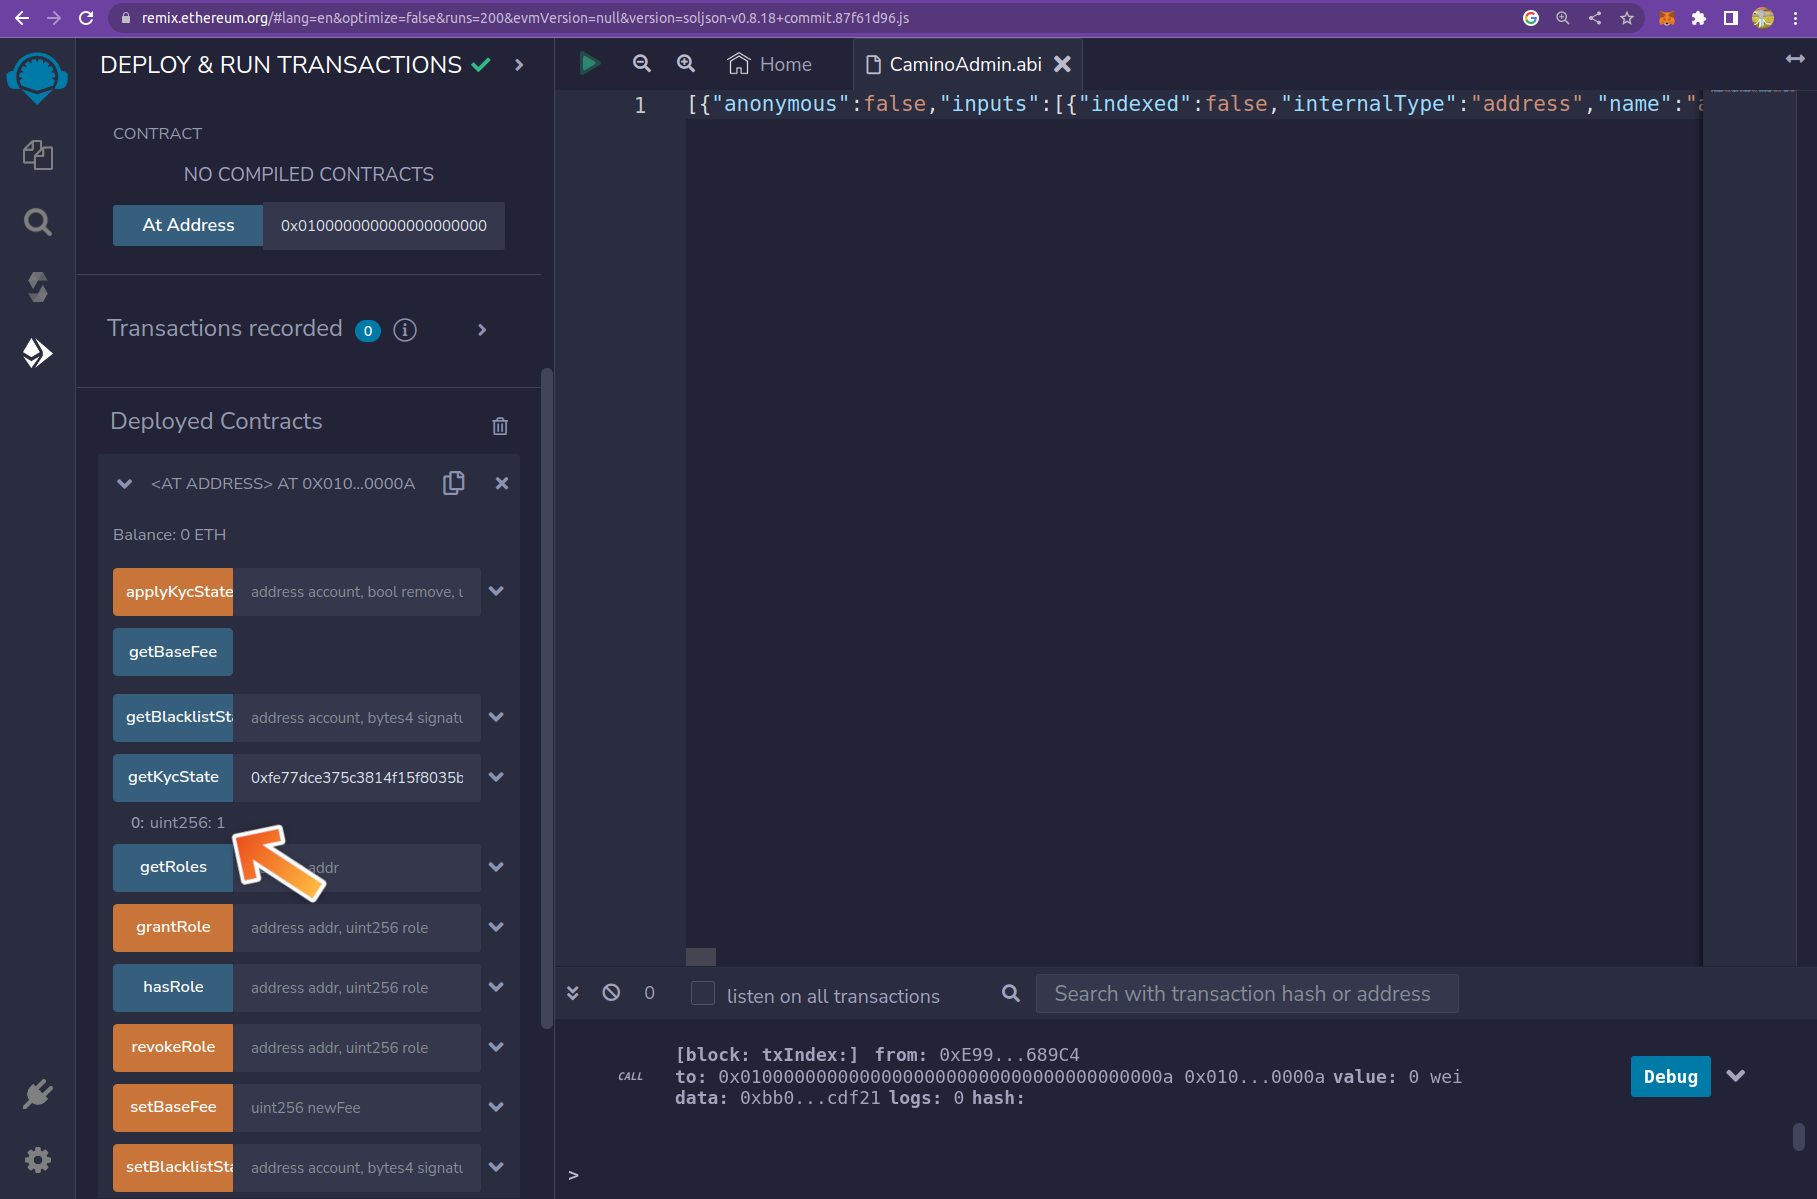 remix.ethereum.org/#lang=en&optimize=false&runs=200&evmVersion=null&version=soljson-v0.8.18+commit.87f61d96.js
DEPLOY & RUN TRANSACTIONS
Home
CaminoAdmin.abi
1
[{"anonymous":false,"inputs":[{"indexed":false,"internalType":"address","name":"a
CONTRACT
NO COMPILED CONTRACTS
At Address
0x010000000000000000000
Transactions recorded 0 i
Deployed Contracts
<AT ADDRESS> AT 0X010...0000A
Balance: 0 ETH
applyKycState
address account, bool remove, u
getBaseFee
getBlacklistSta
address account, bytes4 signatu
getKycState
0xfe77dce375c3814f15f8035b
0: uint256: 1
getRoles
addr
grantRole
address addr, uint256 role
hasRole
address addr, uint256 role
revokeRole
address addr, uint256 role
setBaseFee
uint256 newFee
setBlacklistSta
address account, bytes4 signatu
0
listen on all transactions
Search with transaction hash or address
CALL
[block: txIndex:] from: 0xE99...689C4
to: 0x010000000000000000000000000000000000000a 0x010...0000a value: 0 wei
data: 0xbb0...cdf21 logs: 0 hash:
Debug
>